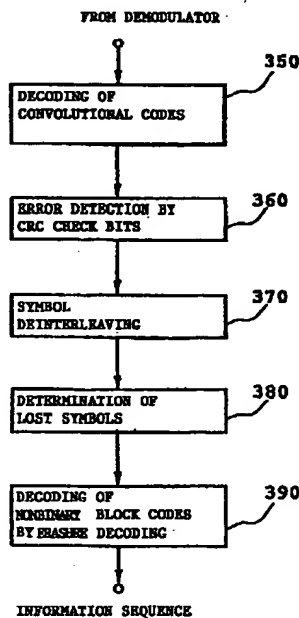 FROM DEMODULATOR
350
DECODING OF
CONVOLUTIONAL CODES
360
ERROR DETECTION BY
CRC CHECK BITS
370
SYMBOL
DEINTERLEAVING
380
DETERMINATION OF
LOST SYMBOLS
390
DECODING OF
NONBINARY BLOCK CODES
BY ERASURE DECODING
INFORMATION SEQUENCE